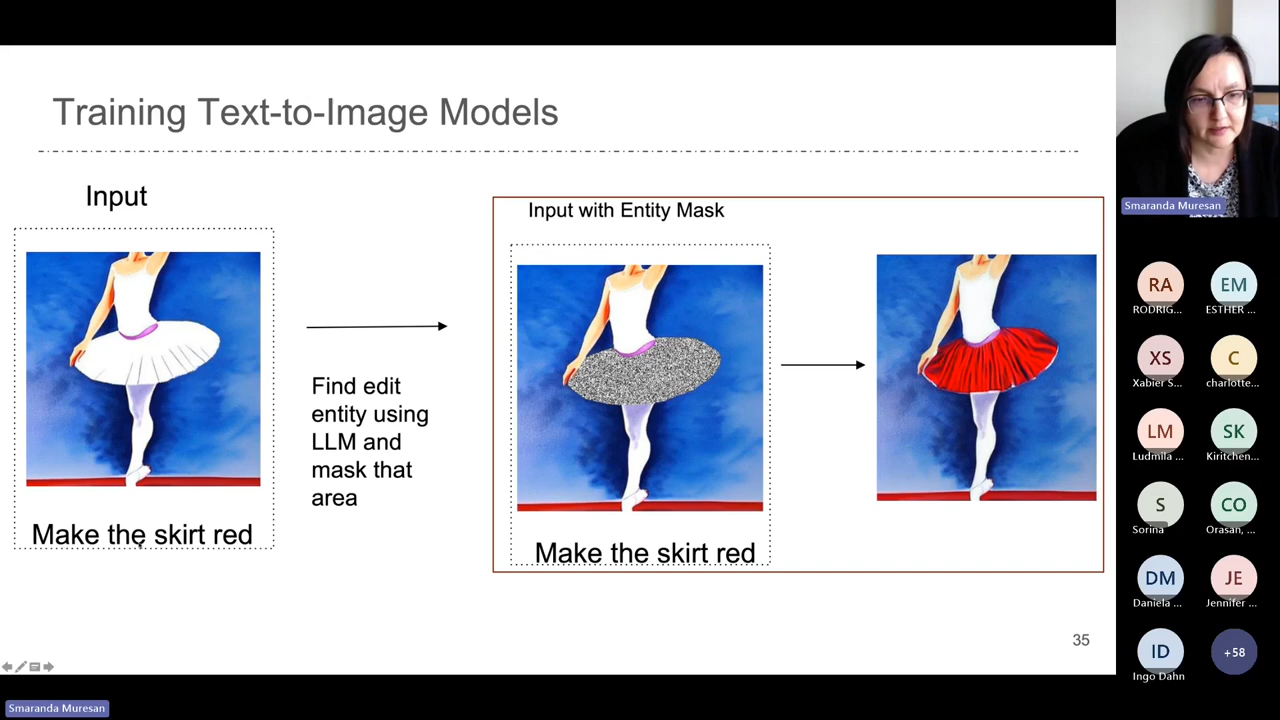 Training Text-to-Image Models
Input
Make the skirt red
Find edit
entity using
LLM and
mask that
area
Input with Entity Mask
Make the skirt red
35
Smaranda Muresan
RA
RODRIG...
EM
ESTHER ...
XS
Xabier S...
C
charlotte...
LM
Ludmila ...
SK
Kiritchen...
S
Sorina
CO
Orasan, ...
DM
Daniela ...
JE
Jennifer ...
ID
Ingo Dahn
+58
Smaranda Muresan